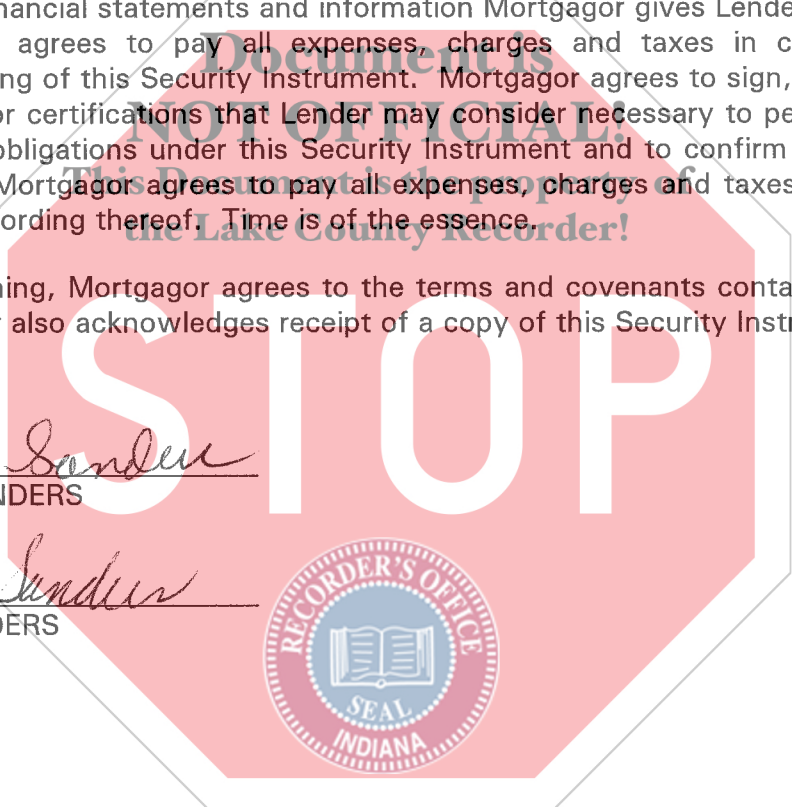 nancial statements and information Mortgagor gives Lende
agrees to pay all expenses, charges and taxes in c
ng of this Security Instrument. Mortgagor agrees to sign,
or certifications that Lender may consider necessary to pe
obligations under this Security Instrument and to confirm
Mortgagor agrees to pay all expenses, charges and taxes
ording thereof. Time is of the essence.
Document is
NOT OFFICIAL!
This Document is the property of
the Lake County Recorder!
ning, Mortgagor agrees to the terms and covenants conta
also acknowledges receipt of a copy of this Security Instr
STOP
Sanders
NDERS
Sanders
DERS
RECORDER'S OFFICE
SEAL
INDIANA